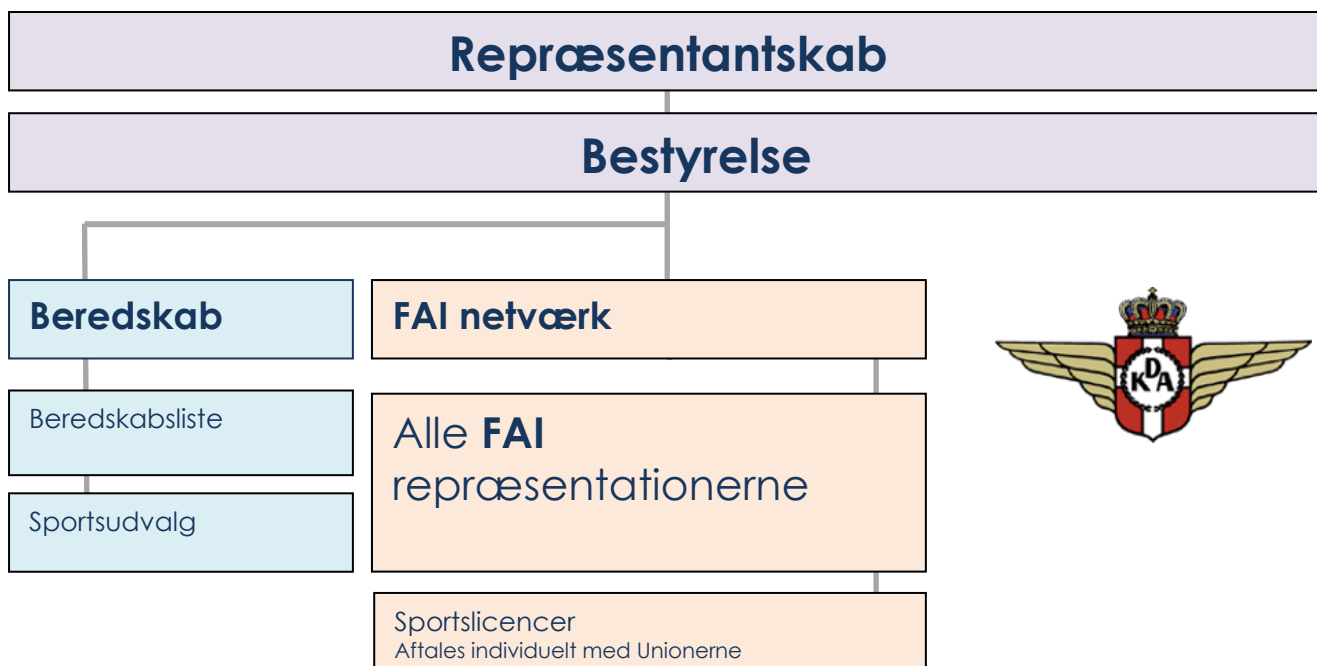 Repræsentantskab
Bestyrelse
Beredskab
Beredskabsliste
Sportsudvalg
FAI netværk
Alle FAI
repræsentationerne
Sportslicencer
Aftales individuelt med Unionerne
KDA